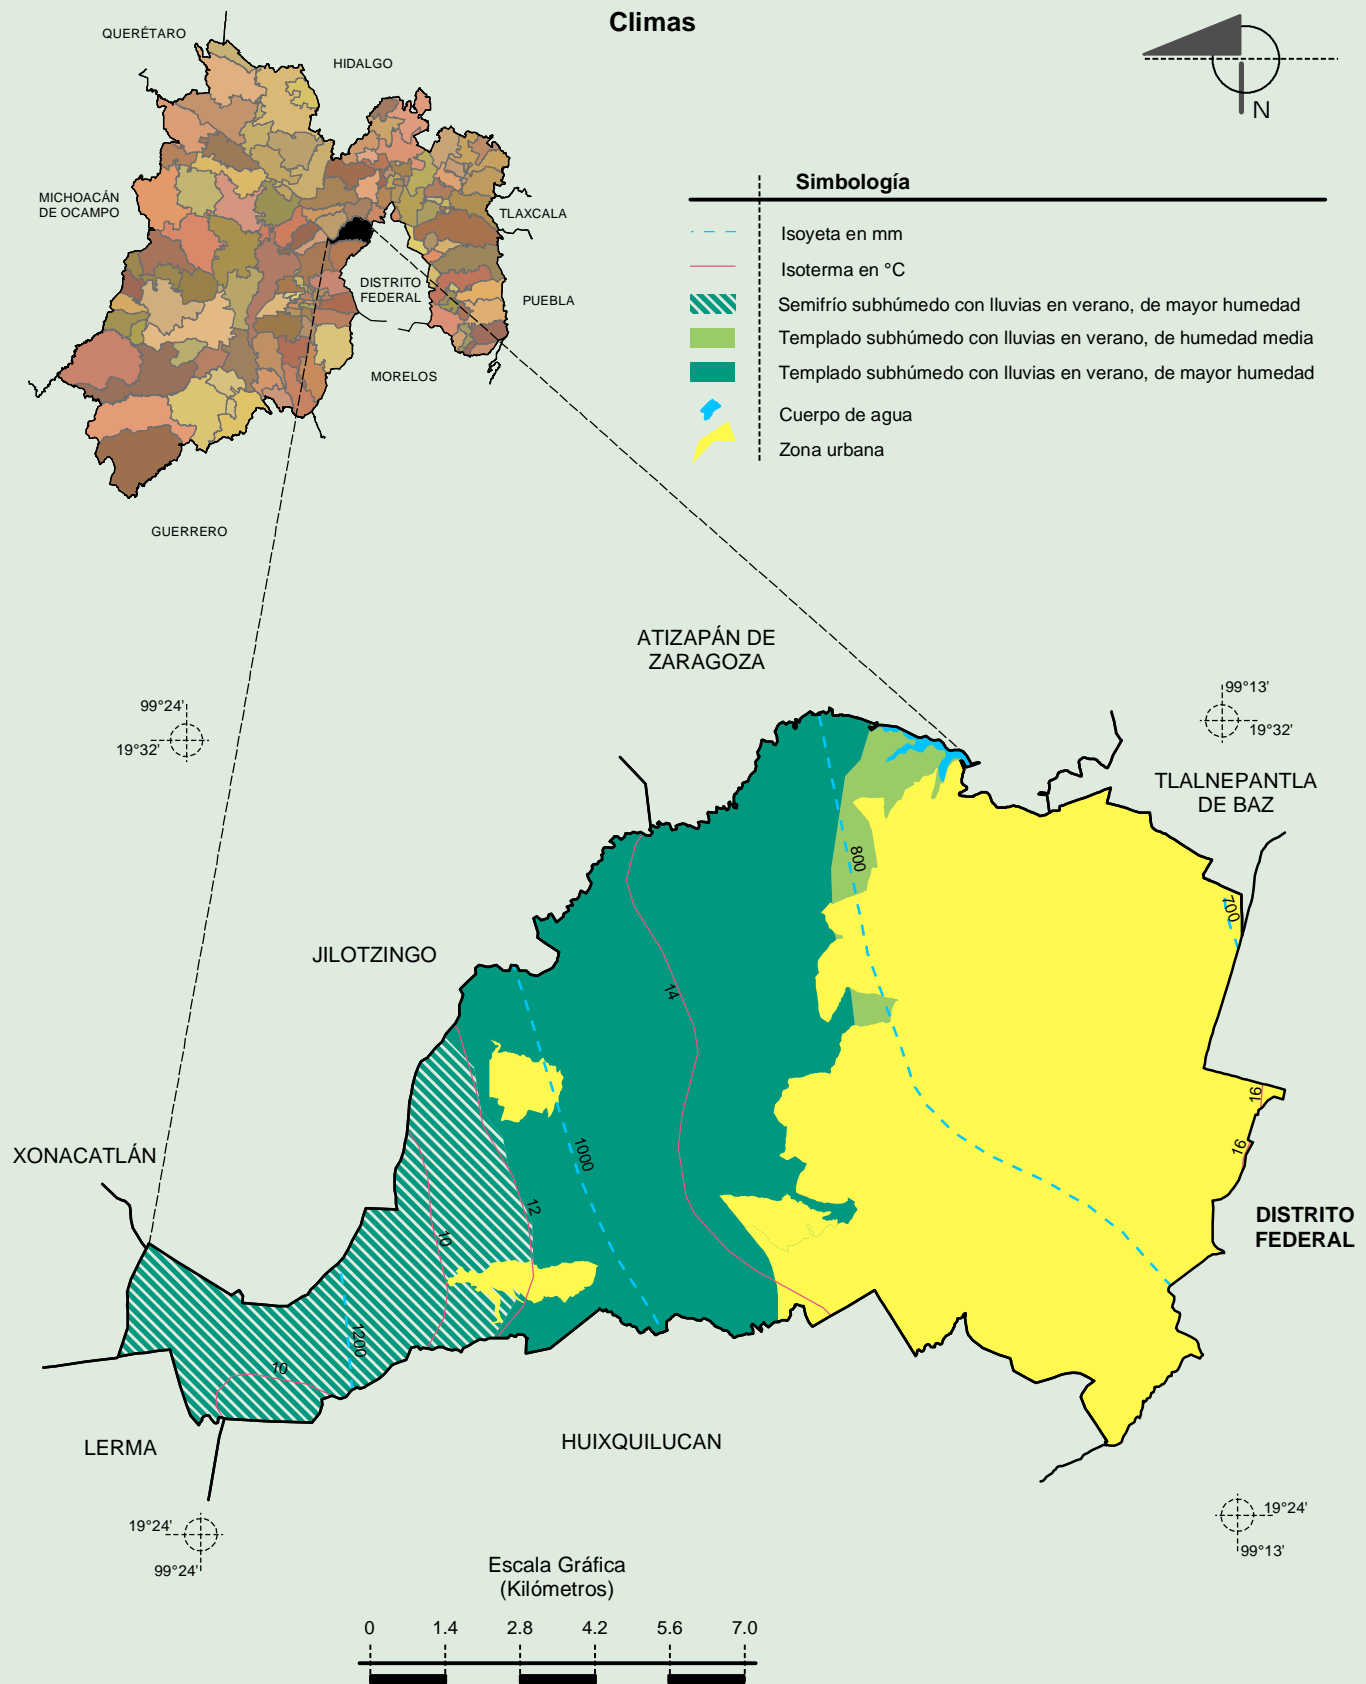 Climas
QUERÉTARO
HIDALGO
MICHOACÁN
DE OCAMPO
TLAXCALA
DISTRITO
FEDERAL
PUEBLA
MORELOS
GUERRERO
N
Simbología
Isoyeta en mm
Isoterma en °C
Semifrío subhúmedo con lluvias en verano, de mayor humedad
Templado subhúmedo con lluvias en verano, de humedad media
Templado subhúmedo con lluvias en verano, de mayor humedad
Cuerpo de agua
Zona urbana
ATIZAPÁN DE
ZARAGOZA
99°24'
19°32'
99°13'
19°32'
TLALNEPANTLA
DE BAZ
800
700
JILOTZINGO
14
16
16
XONACATLÁN
1000
12
10
DISTRITO
FEDERAL
1200
10
LERMA
HUIXQUILUCAN
19°24'
99°24'
19°24'
99°13'
Escala Gráfica
(Kilómetros)
0 1.4 2.8 4.2 5.6 7.0